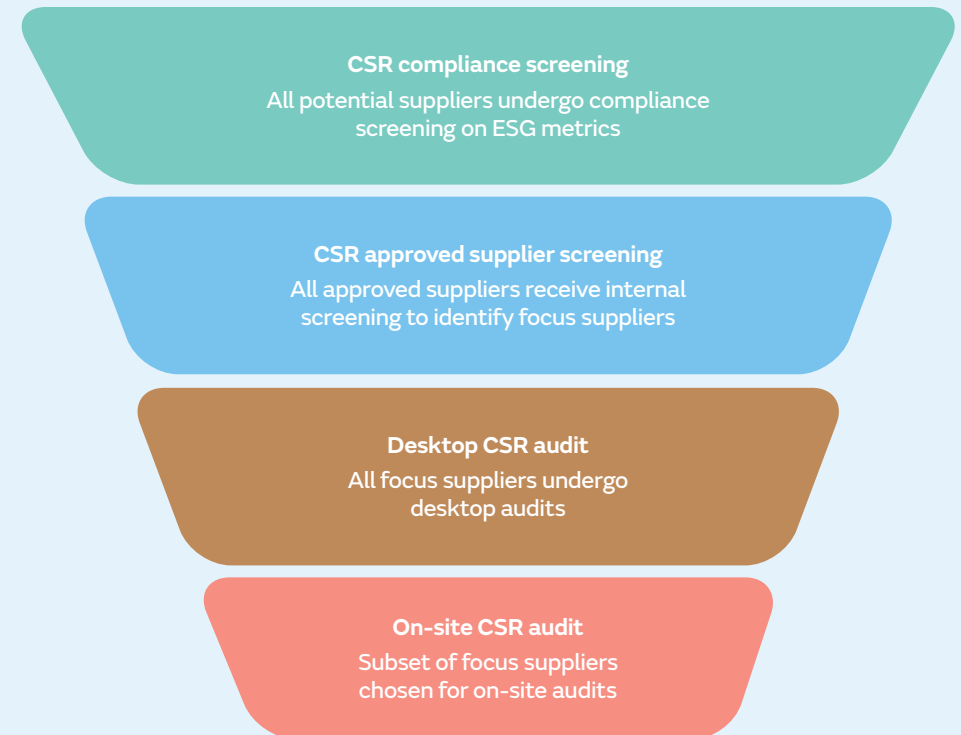 CSR compliance screening
All potential suppliers undergo compliance
screening on ESG metrics
CSR approved supplier screening
All approved suppliers receive internal
screening to identify focus suppliers
Desktop CSR audit
All focus suppliers undergo
desktop audits
On-site CSR audit
Subset of focus suppliers
chosen for on-site audits